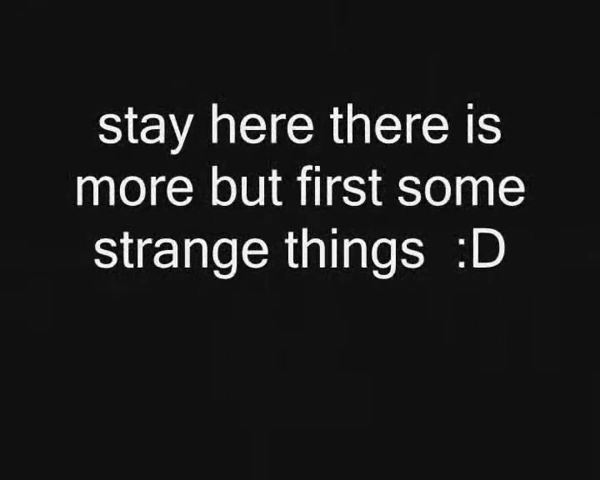 stay here there is
more but first some
strange things  :D